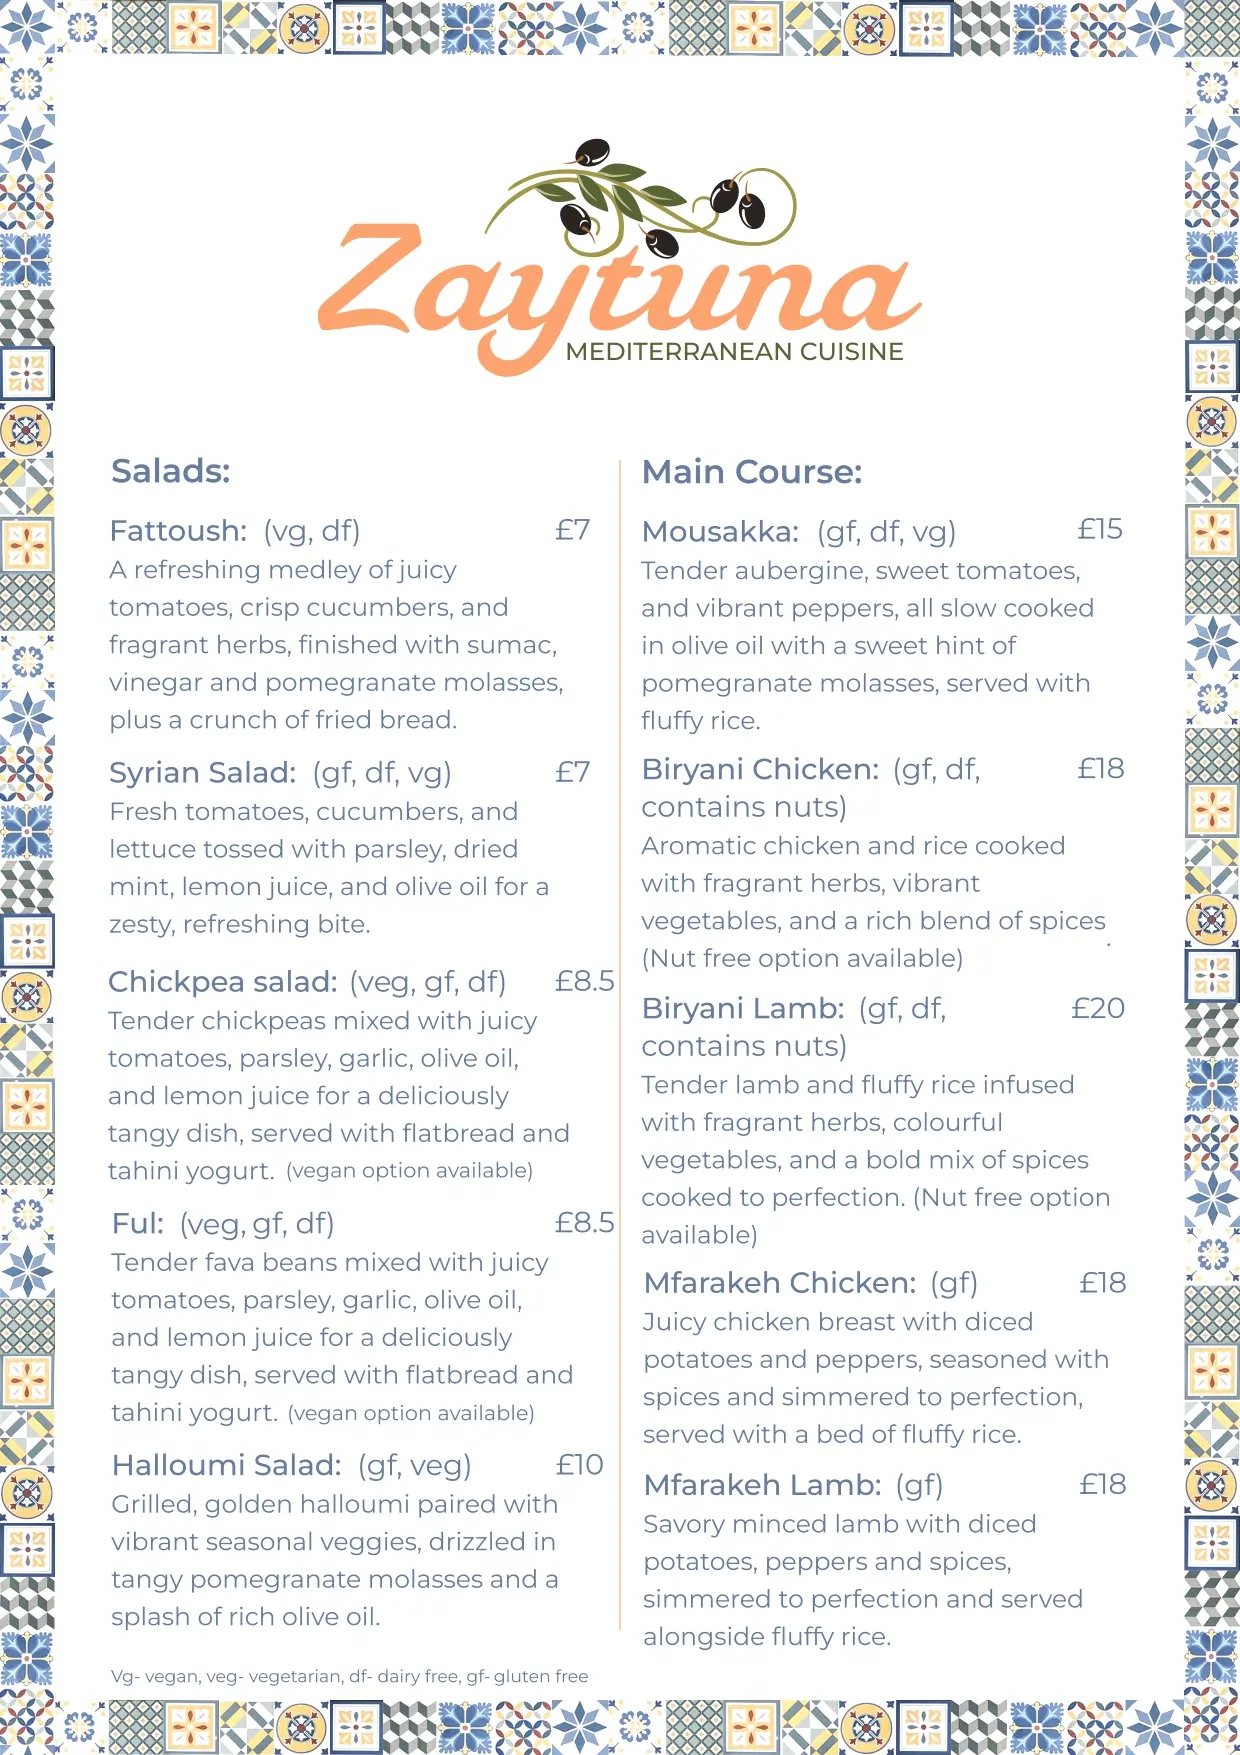 Zaytuna
MEDITERRANEAN CUISINE
Salads:
Fattoush: (vg, df) £7
A refreshing medley of juicy
tomatoes, crisp cucumbers, and
fragrant herbs, finished with sumac,
vinegar and pomegranate molasses,
plus a crunch of fried bread.
Syrian Salad: (gf, df, vg) £7
Fresh tomatoes, cucumbers, and
lettuce tossed with parsley, dried
mint, lemon juice, and olive oil for a
zesty, refreshing bite.
Chickpea salad: (veg, gf, df) £8.5
Tender chickpeas mixed with juicy
tomatoes, parsley, garlic, olive oil,
and lemon juice for a deliciously
tangy dish, served with flatbread and
tahini yogurt. (vegan option available)
Ful: (veg, gf, df) £8.5
Tender fava beans mixed with juicy
tomatoes, parsley, garlic, olive oil,
and lemon juice for a deliciously
tangy dish, served with flatbread and
tahini yogurt. (vegan option available)
Halloumi Salad: (gf, veg) £10
Grilled, golden halloumi paired with
vibrant seasonal veggies, drizzled in
tangy pomegranate molasses and a
splash of rich olive oil.
Vg- vegan, veg- vegetarian, df- dairy free, gf- gluten free
Main Course:
Mousakka: (gf, df, vg) £15
Tender aubergine, sweet tomatoes,
and vibrant peppers, all slow cooked
in olive oil with a sweet hint of
pomegranate molasses, served with
fluffy rice.
Biryani Chicken: (gf, df, £18
contains nuts)
Aromatic chicken and rice cooked
with fragrant herbs, vibrant
vegetables, and a rich blend of spices
.
(Nut free option available)
Biryani Lamb: (gf, df, £20
contains nuts)
Tender lamb and fluffy rice infused
with fragrant herbs, colourful
vegetables, and a bold mix of spices
cooked to perfection. (Nut free option
available)
Mfarakeh Chicken: (gf) £18
Juicy chicken breast with diced
potatoes and peppers, seasoned with
spices and simmered to perfection,
served with a bed of fluffy rice.
Mfarakeh Lamb: (gf) £18
Savory minced lamb with diced
potatoes, peppers and spices,
simmered to perfection and served
alongside fluffy rice.